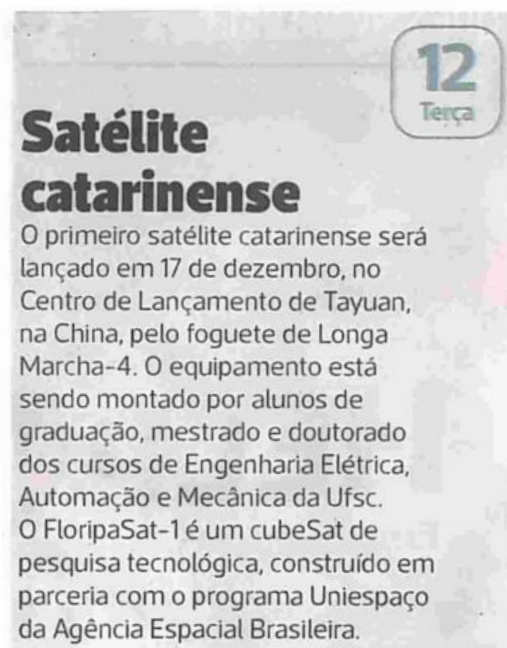 12
Terça
Satélite
catarinense
O primeiro satélite catarinense será
lançado em 17 de dezembro, no
Centro de Lançamento de Tayuan,
na China, pelo foguete de Longa
Marcha-4. O equipamento está
sendo montado por alunos de
graduação, mestrado e doutorado
dos cursos de Engenharia Elétrica,
Automação e Mecânica da Ufsc.
O FloripaSat-1 é um cubeSat de
pesquisa tecnológica, construído em
parceria com o programa Uniespaço
da Agência Espacial Brasileira.